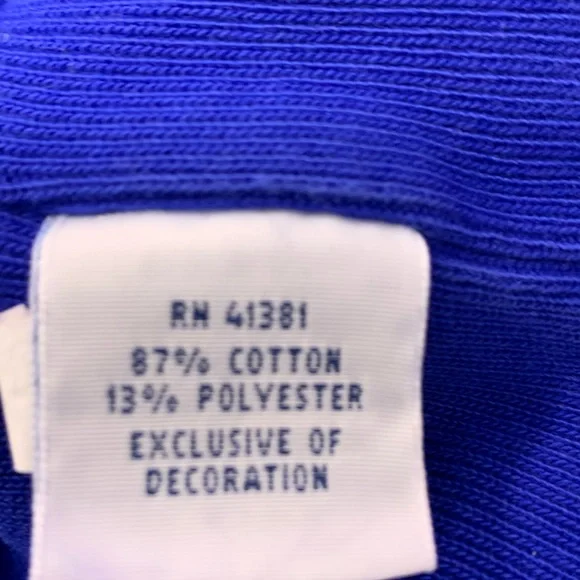 RN 41381
87% COTTON
13% POLYESTER
EXCLUSIVE OF
DECORATION